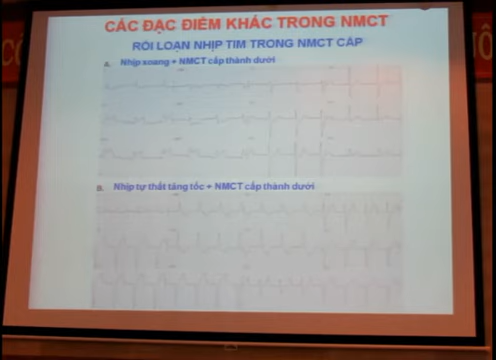 CÁC ĐẶC ĐIỂM KHÁC TRONG NMCT
RỐI LOẠN NHỊP TIM TRONG NMCT CẤP
A. Nhịp xoang + NMCT cấp thành dưới
B. Nhịp tự thất tăng tốc + NMCT cấp thành dưới